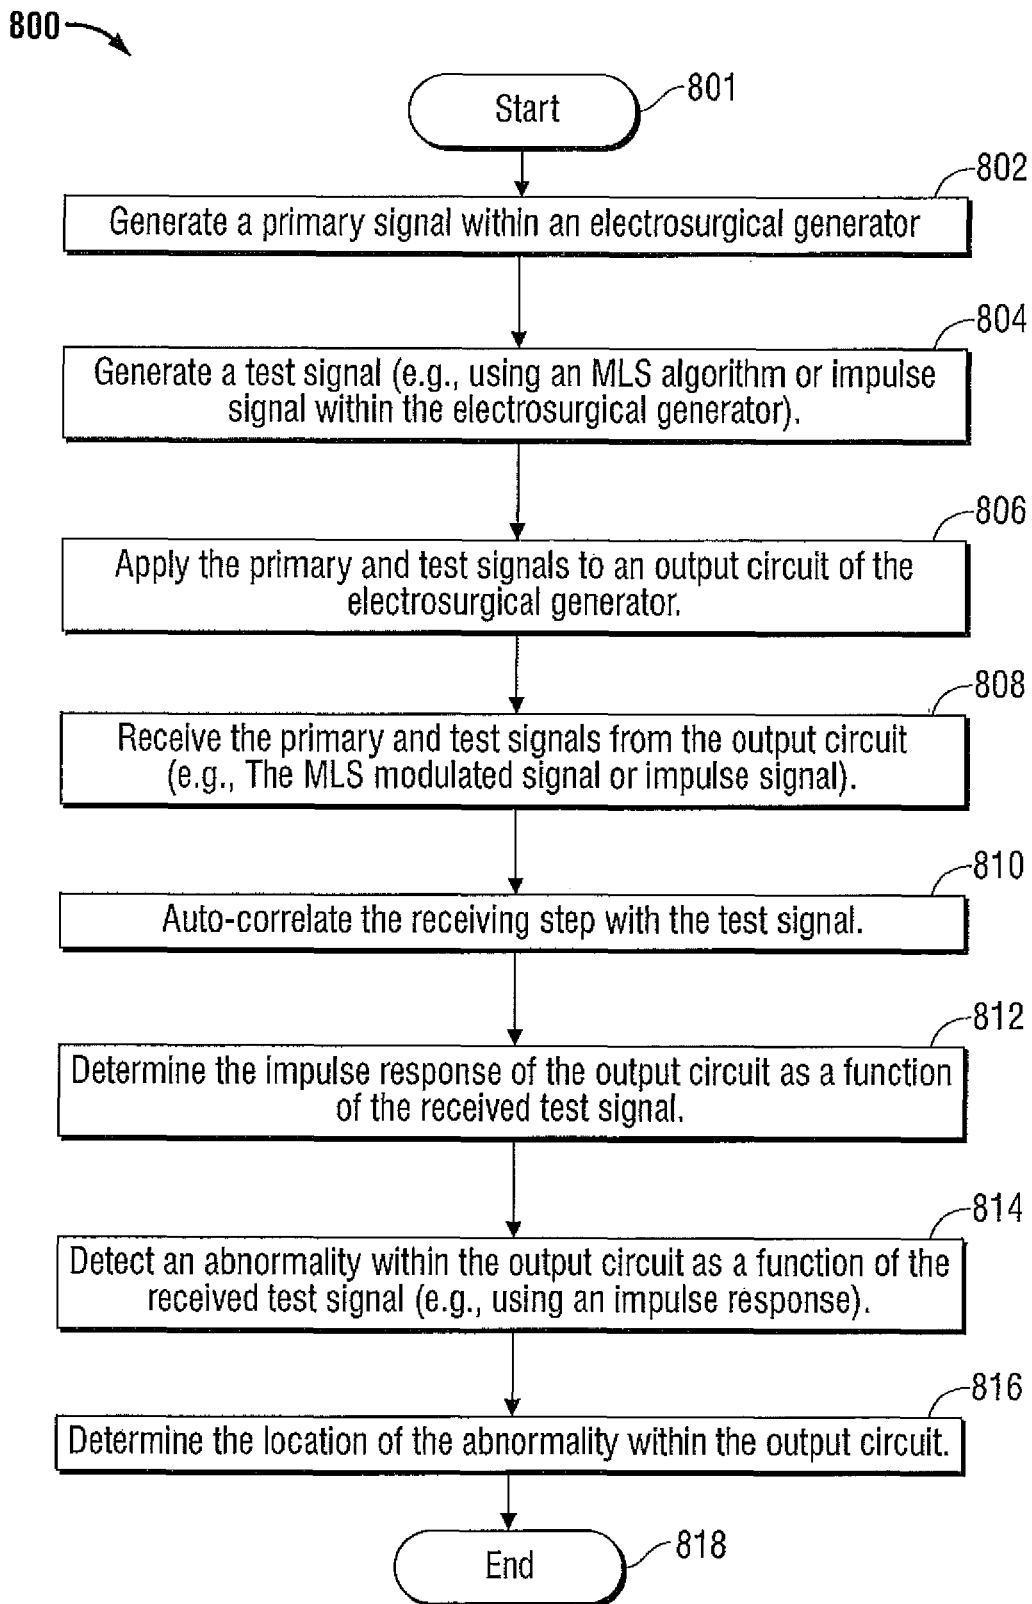 800
Start
801
802
Generate a primary signal within an electrosurgical generator
804
Generate a test signal (e.g., using an MLS algorithm or impulse
signal within the electrosurgical generator).
806
Apply the primary and test signals to an output circuit of the
electrosurgical generator.
808
Receive the primary and test signals from the output circuit
(e.g., The MLS modulated signal or impulse signal).
810
Auto-correlate the receiving step with the test signal.
812
Determine the impulse response of the output circuit as a function
of the received test signal.
814
Detect an abnormality within the output circuit as a function of the
received test signal (e.g., using an impulse response).
816
Determine the location of the abnormality within the output circuit.
End
818